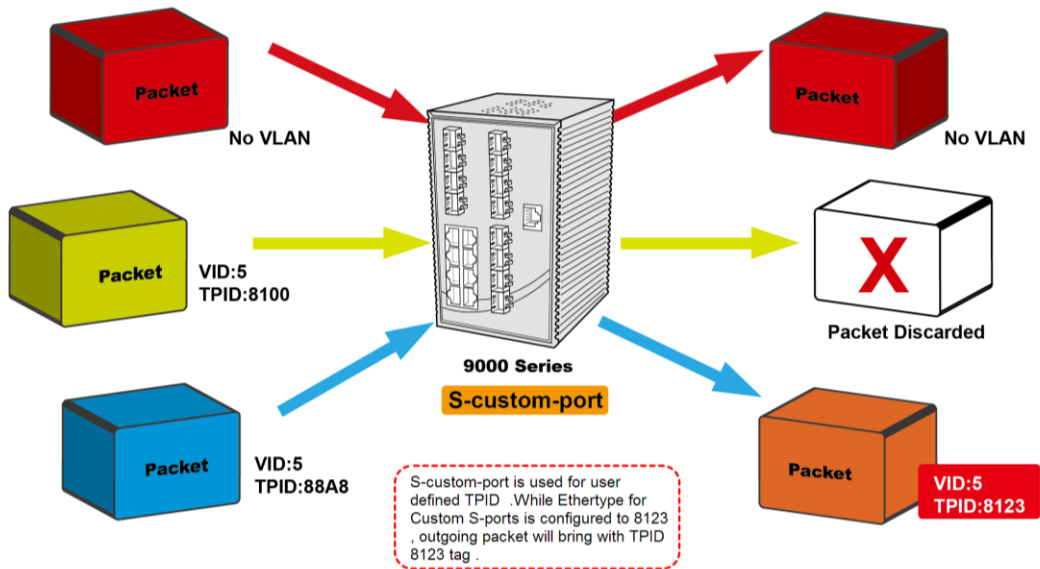 Packet
No VLAN
Packet
No VLAN
Packet
VID:5
TPID:8100
X
Packet Discarded
9000 Series
S-custom-port
Packet
VID:5
TPID:88A8
S-custom-port is used for user
defined TPID .While Ethertype for
Custom S-ports is configured to 8123
, outgoing packet will bring with TPID
8123 tag .
Packet
VID:5
TPID:8123